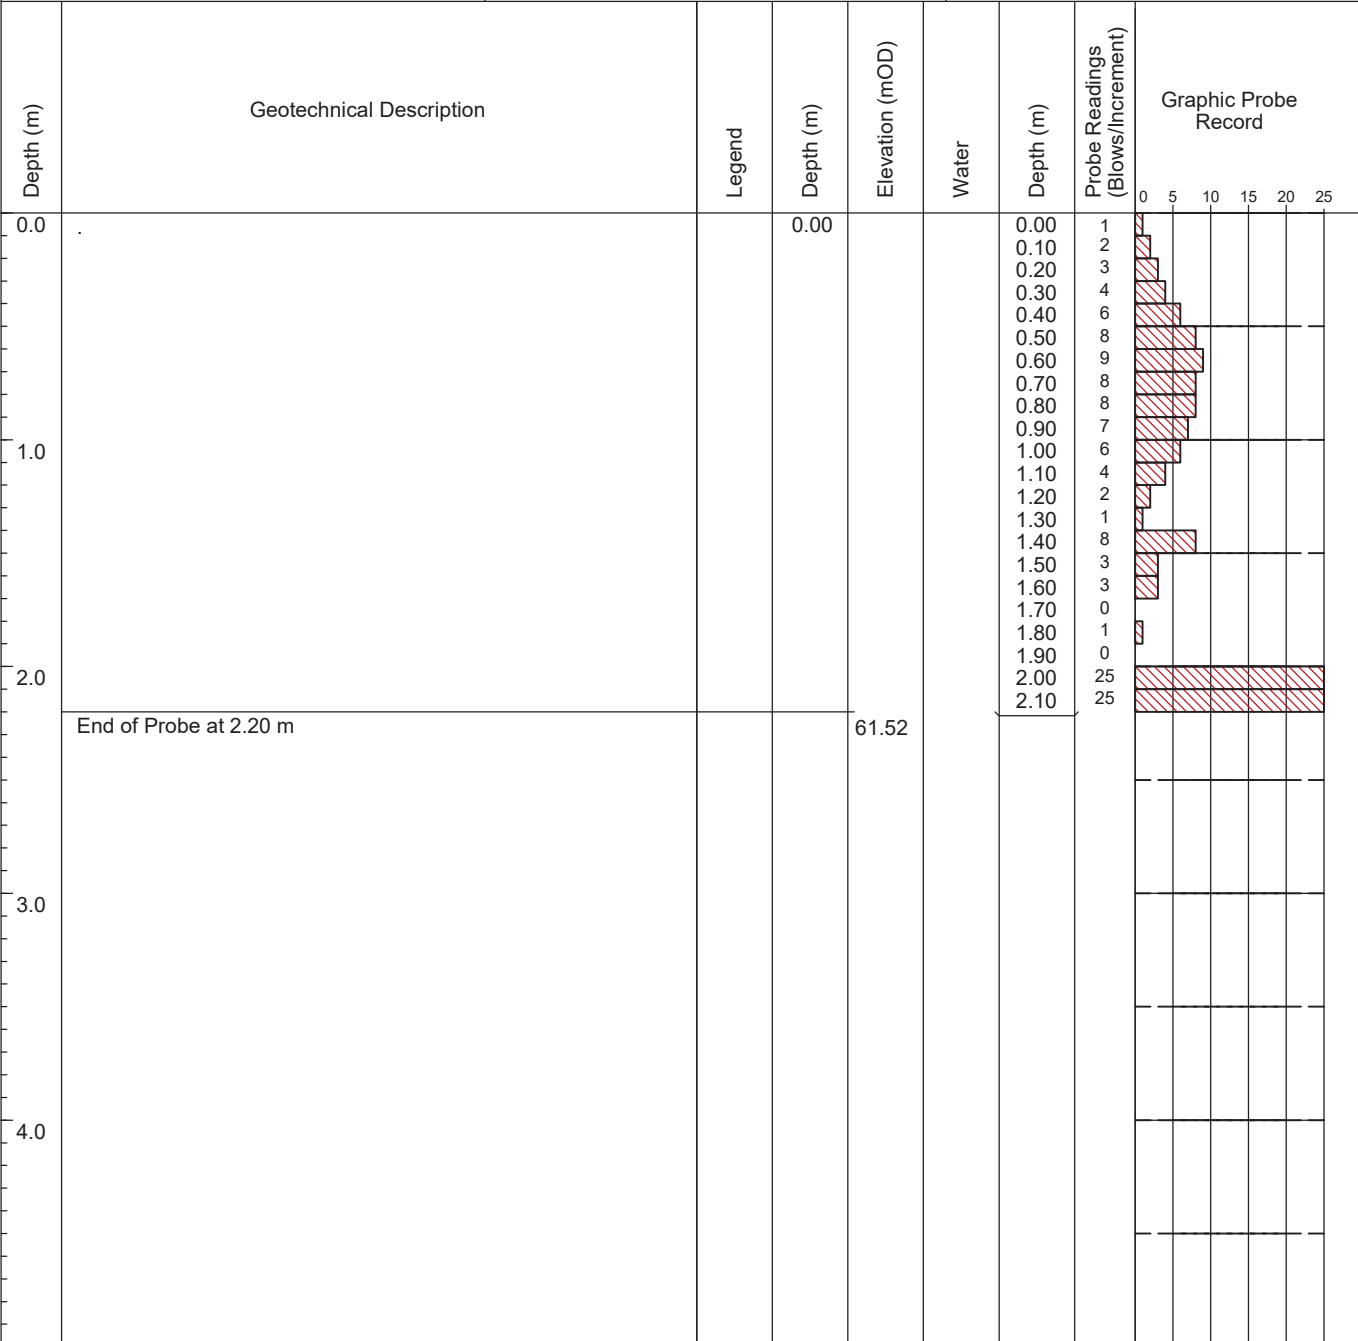 Depth (m)
Geotechnical Description
Legend
Depth (m)
Elevation (mOD)
Water
Depth (m)
Probe Readings
(Blows/Increment)
Graphic Probe
Record
0 5 10 15 20 25
0.0 . 0.00 0.00 1
0.10 2
0.20 3
0.30 4
0.40 6
0.50 8
0.60 9
0.70 8
0.80 8
0.90 7
1.0 1.00 6
1.10 4
1.20 2
1.30 1
1.40 8
1.50 3
1.60 3
1.70 0
1.80 1
1.90 0
2.0 2.00 25
2.10 25
End of Probe at 2.20 m 61.52
3.0
4.0